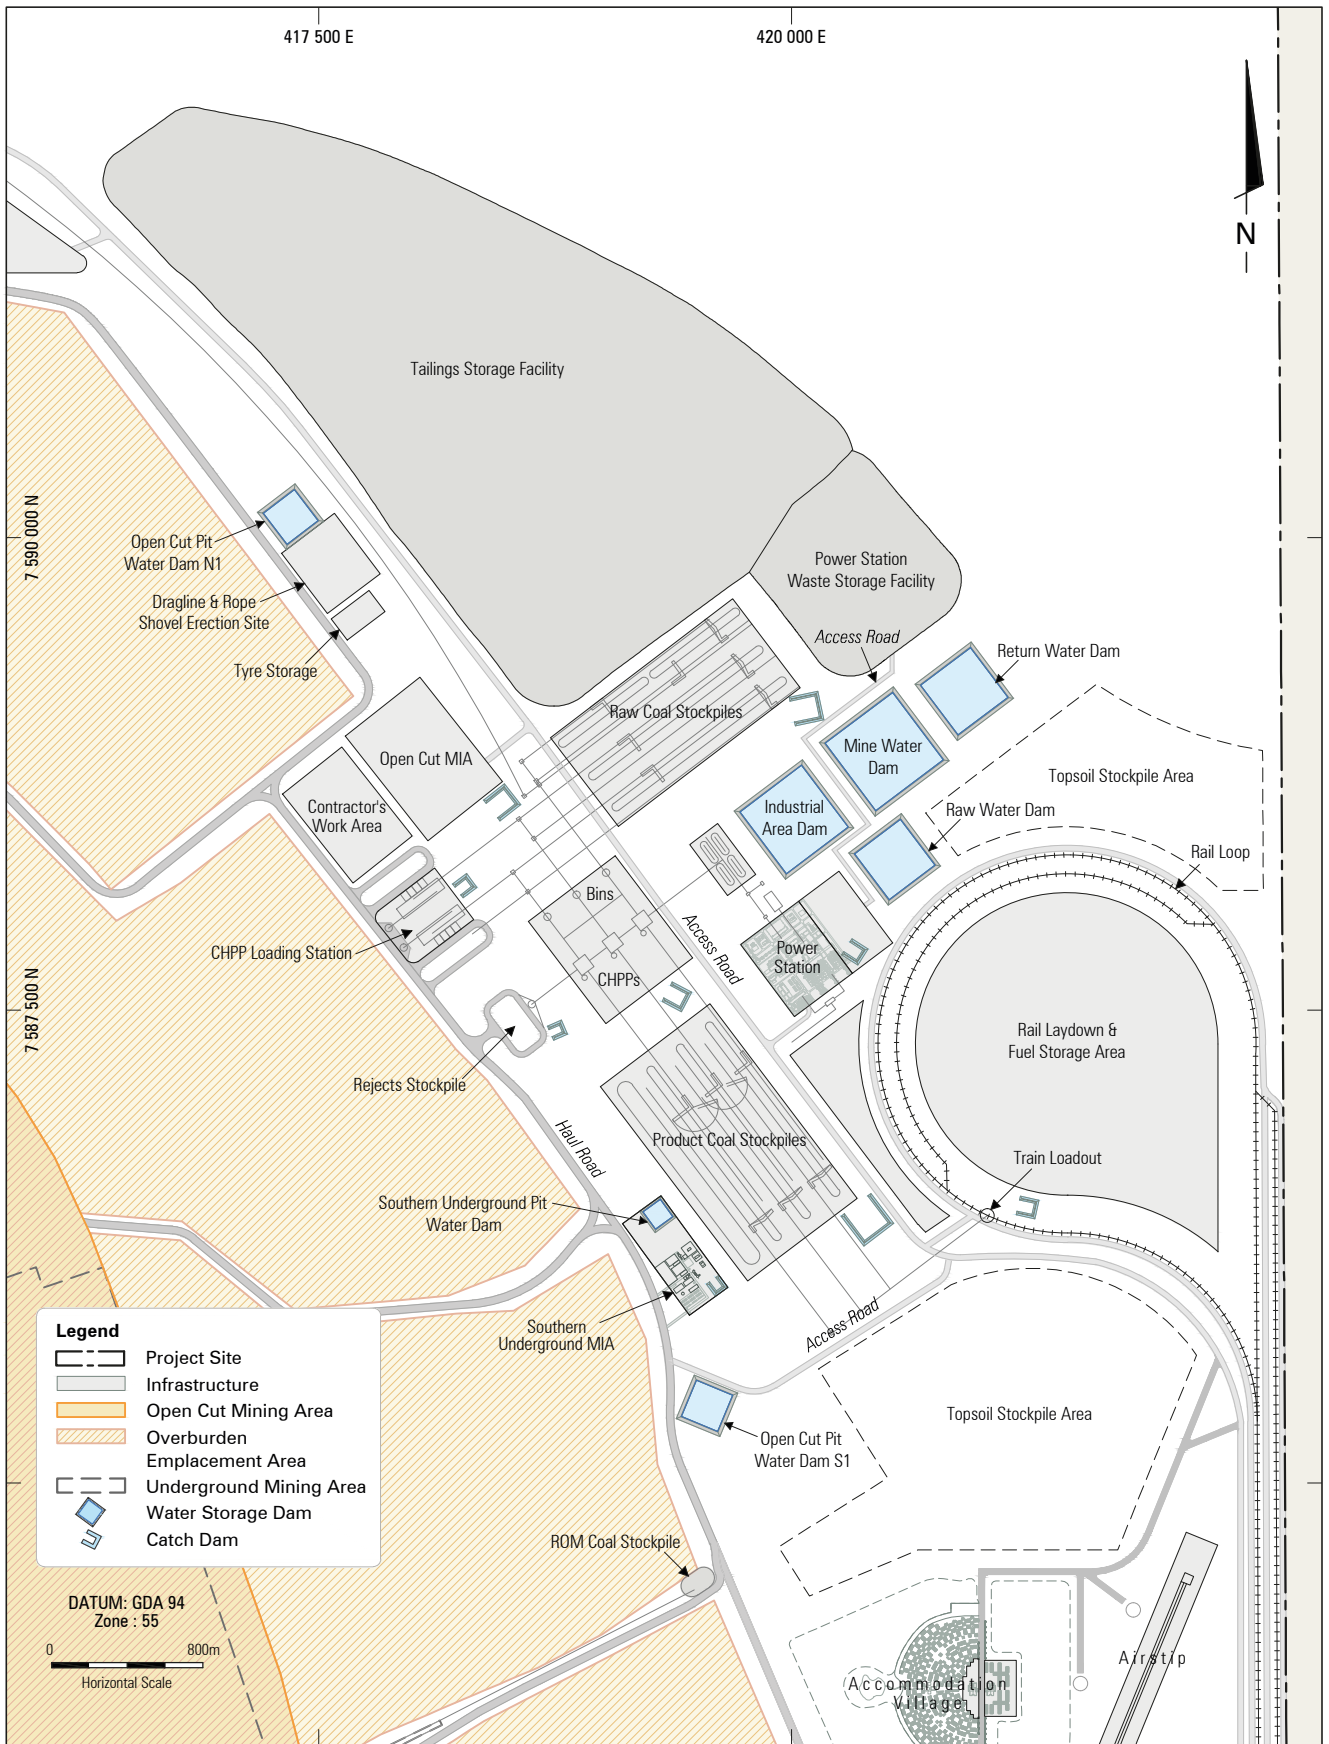 417 500 E
420 000 E
N
Tailings Storage Facility
7 590 000 N
Open Cut Pit
Water Dam N1
Power Station
Waste Storage Facility
Dragline & Rope
Shovel Erection Site
Access Road
Return Water Dam
Tyre Storage
Raw Coal Stockpiles
Open Cut MIA
Mine Water
Dam
Topsoil Stockpile Area
Contractor's
Work Area
Industrial
Area Dam
Raw Water Dam
Rail Loop
Bins
Access Road
CHPP Loading Station
Power
Station
CHPPs
7 587 500 N
Rail Laydown &
Fuel Storage Area
Rejects Stockpile
Haul Road
Product Coal Stockpiles
Train Loadout
Southern Underground Pit
Water Dam
Southern
Underground MIA
Access Road
Legend
Project Site
Infrastructure
Open Cut Mining Area
Overburden
Emplacement Area
Underground Mining Area
Water Storage Dam
Catch Dam
Topsoil Stockpile Area
Open Cut Pit
Water Dam S1
ROM Coal Stockpile
DATUM: GDA 94
Zone : 55
0 800m
Horizontal Scale
Airstip
Accommodation
Village